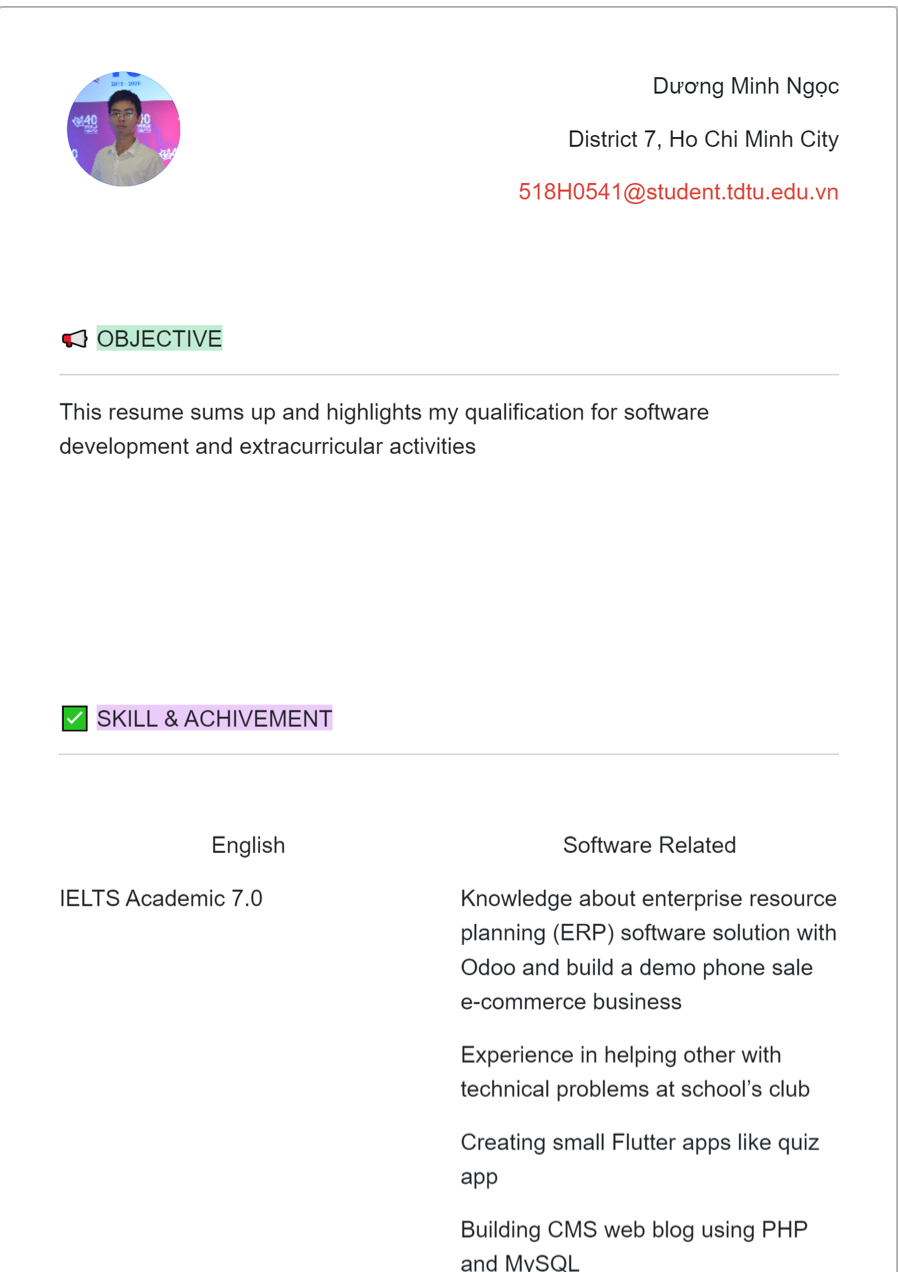 Dương Minh Ngọc
District 7, Ho Chi Minh City
518H0541@student.tdtu.edu.vn
OBJECTIVE
This resume sums up and highlights my qualification for software
development and extracurricular activities
SKILL & ACHIVEMENT
English
IELTS Academic 7.0
Software Related
Knowledge about enterprise resource
planning (ERP) software solution with
Odoo and build a demo phone sale
e-commerce business
Experience in helping other with
technical problems at school’s club
Creating small Flutter apps like quiz
app
Building CMS web blog using PHP
and MySQL